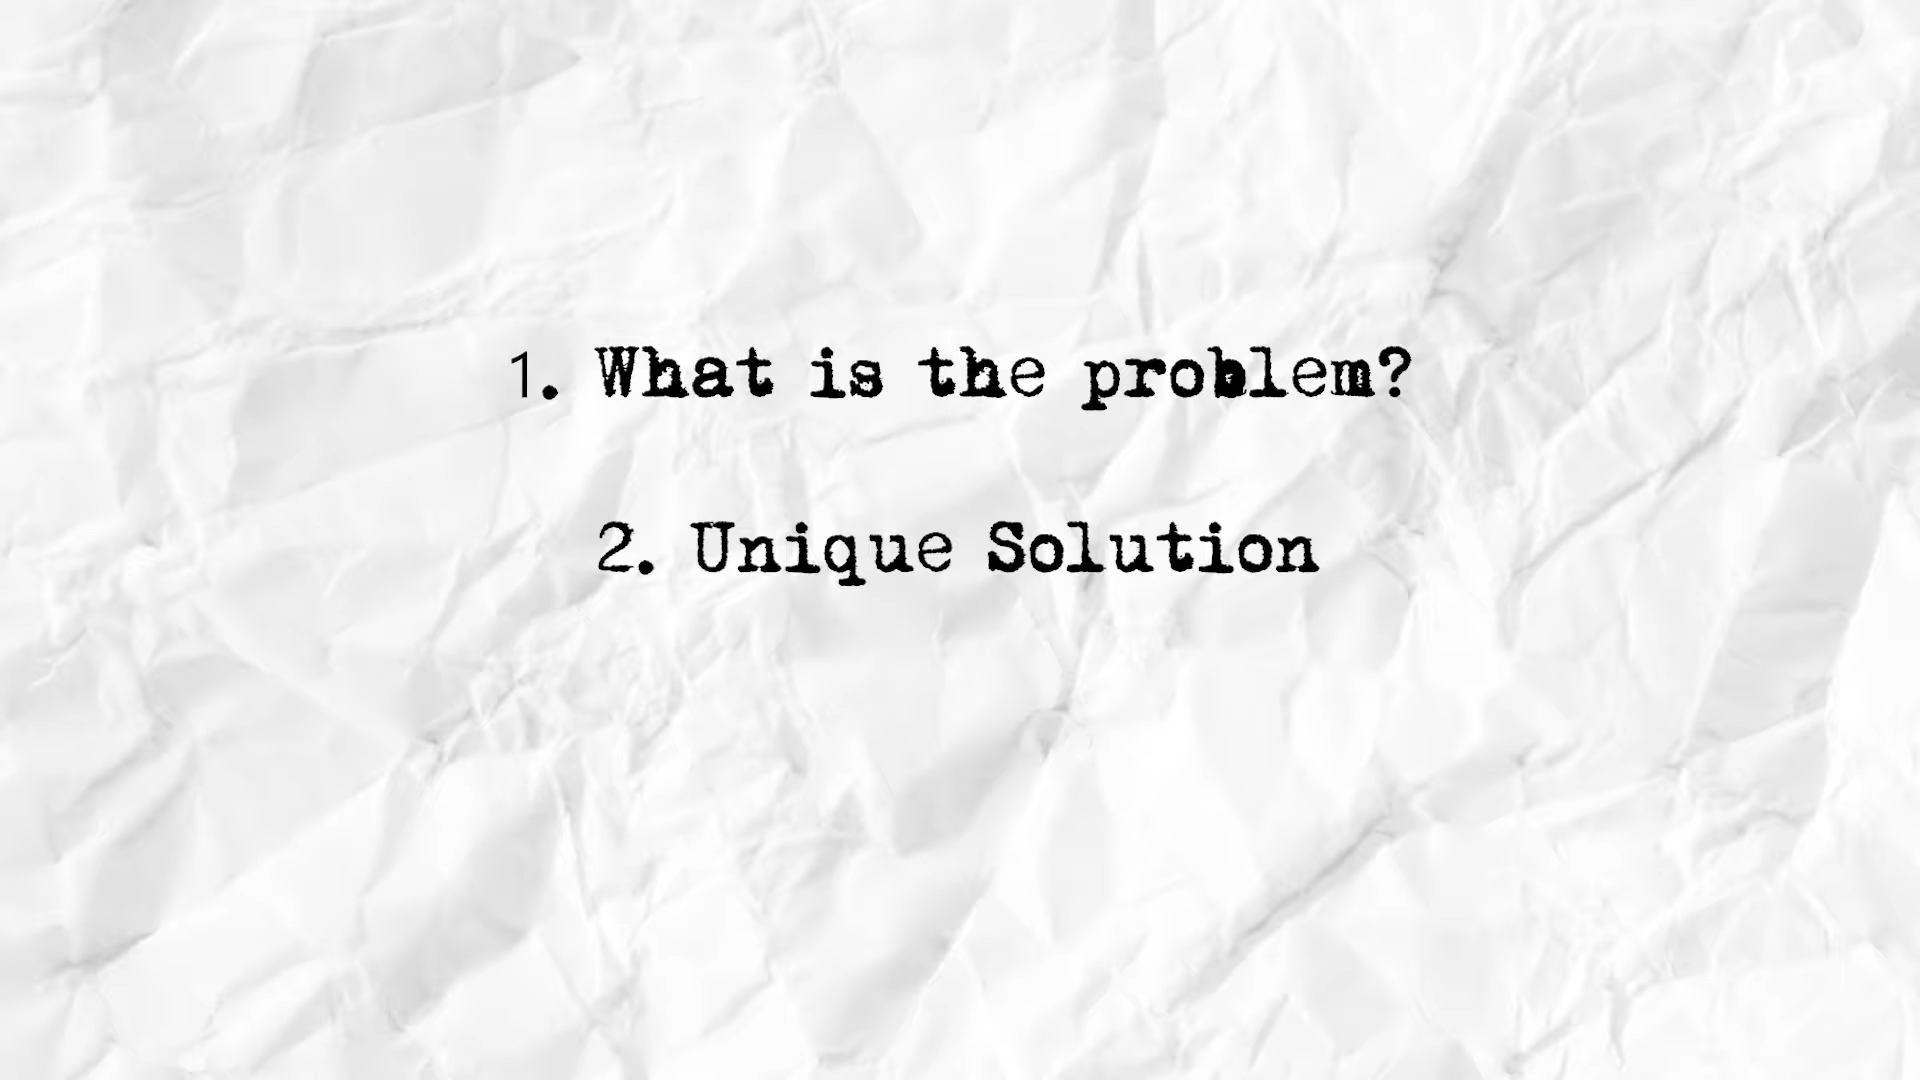 1. What is the problem?
2. Unique Solution